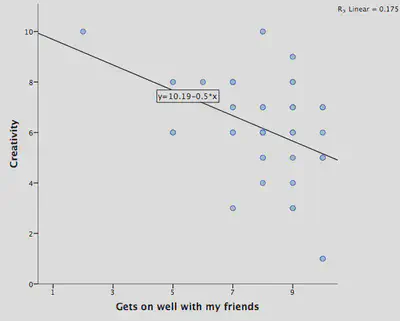 R₂ Linear = 0.175
10
8
y=10.19-0.5*x
6
4
2
0
Creativity
1 3 5 7 9
Gets on well with my friends